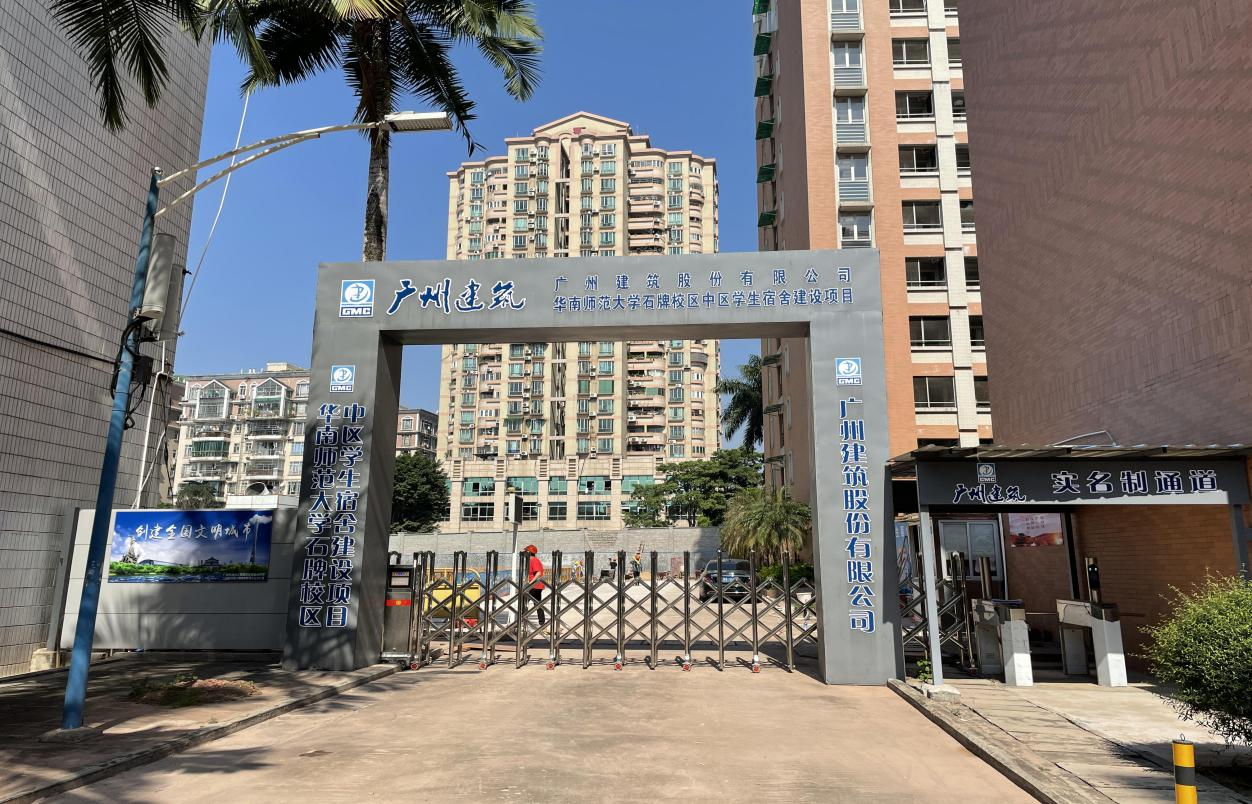 GMC
广州建筑
广州建筑股份有限公司
华南师范大学石牌校区中区学生宿舍建设项目
GMC
华南师范大学石牌校区
中区学生宿舍建设项目
GMC
广州建筑股份有限公司
创建全国文明城市
GMC
广州建筑
实名制通道